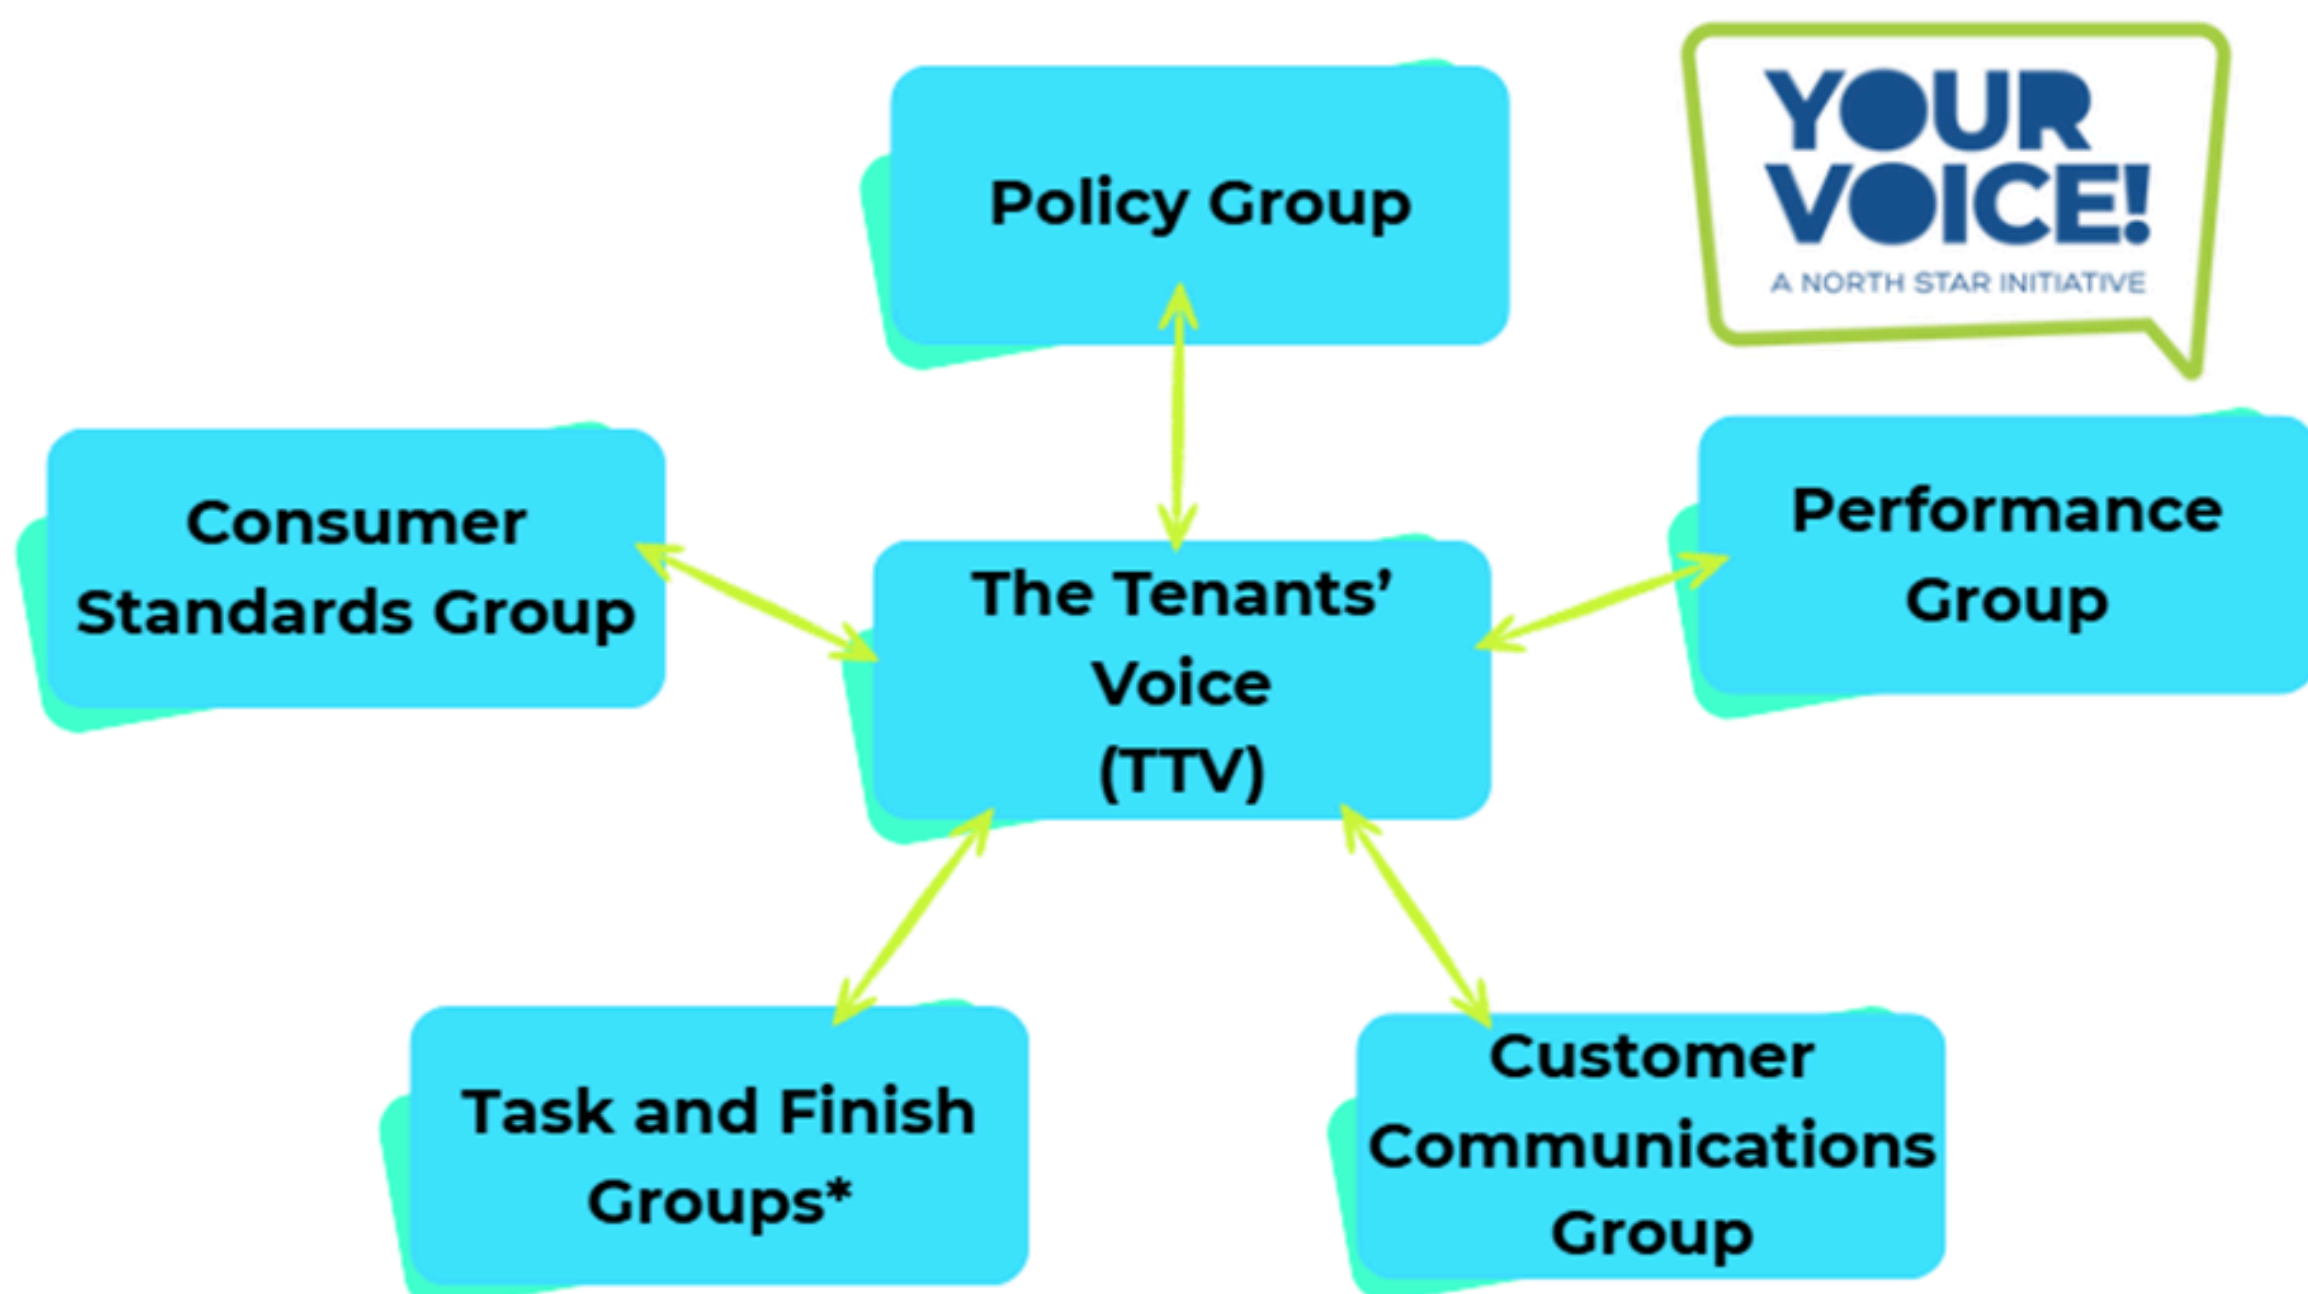 Policy Group
YOUR
VOICE!
A NORTH STAR INITIATIVE
Consumer
Standards Group
The Tenants’
Voice
(TTV)
Performance
Group
Task and Finish
Groups*
Customer
Communications
Group